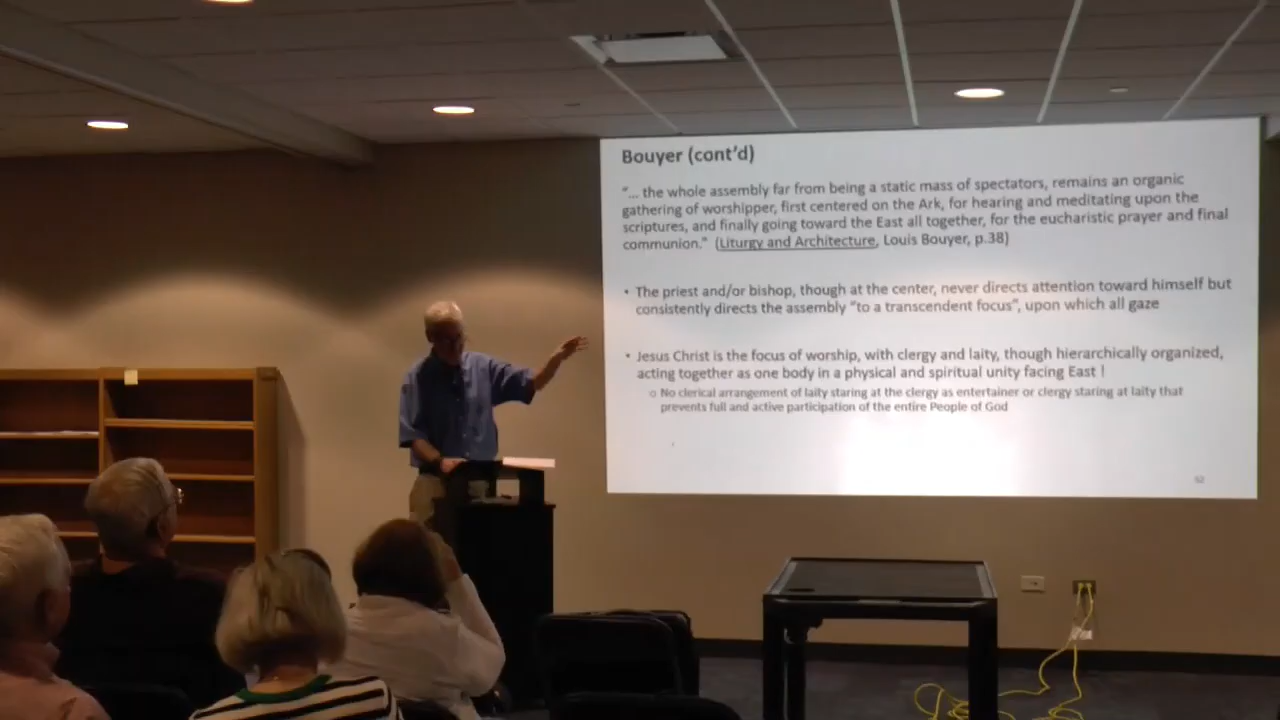 Bouyer (cont'd)
"... the whole assembly far from being a static mass of spectators, remains an organic
gathering of worshipper, first centered on the Ark, for hearing and meditating upon the
scriptures, and finally going toward the East all together, for the eucharistic prayer and final
communion." (Liturgy and Architecture, Louis Bouyer, p.38)
• The priest and/or bishop, though at the center, never directs attention toward himself but
consistently directs the assembly "to a transcendent focus", upon which all gaze
• Jesus Christ is the focus of worship, with clergy and laity, though hierarchically organized,
acting together as one body in a physical and spiritual unity facing East !
o No clerical arrangement of laity staring at the clergy as entertainer or clergy staring at laity that
prevents full and active participation of the entire People of God